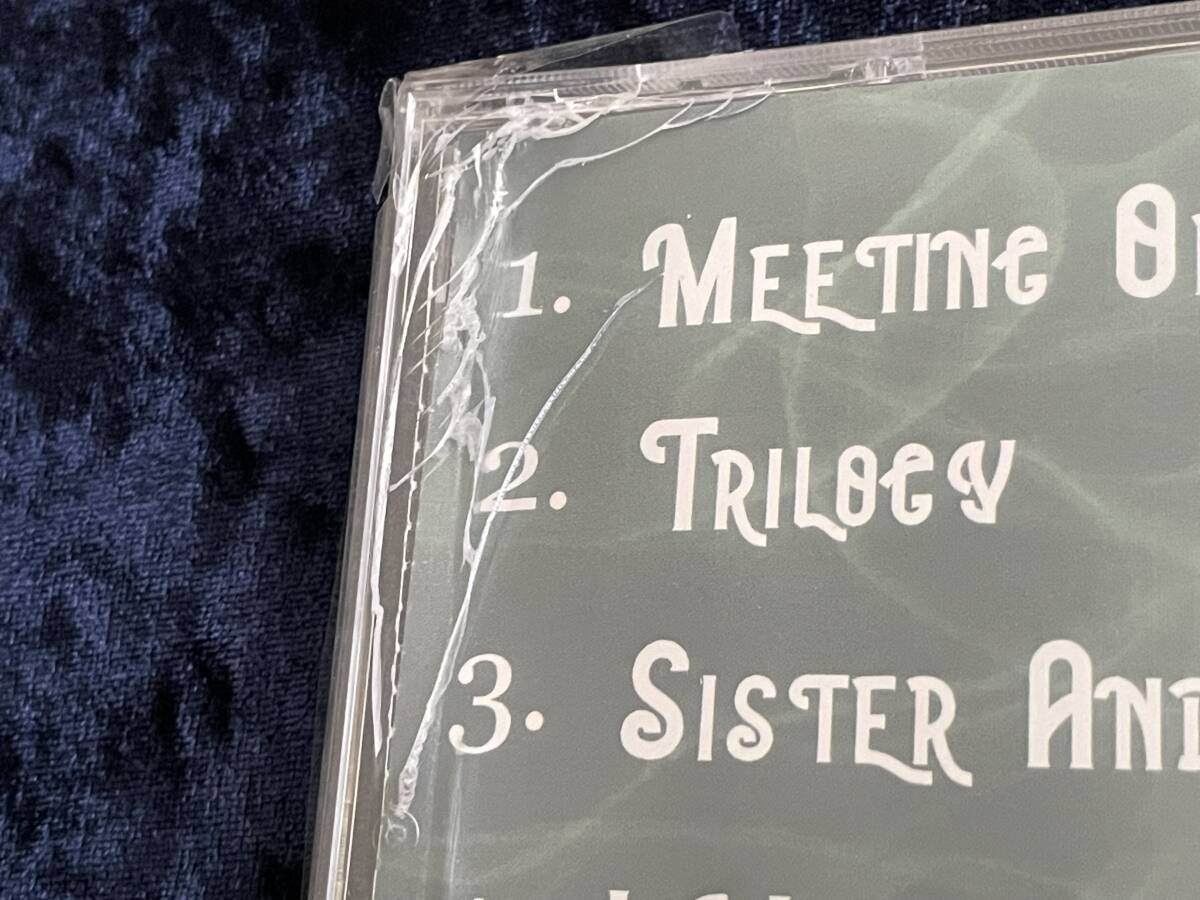 1. MEETING
2. TRILOGY
3. SISTER